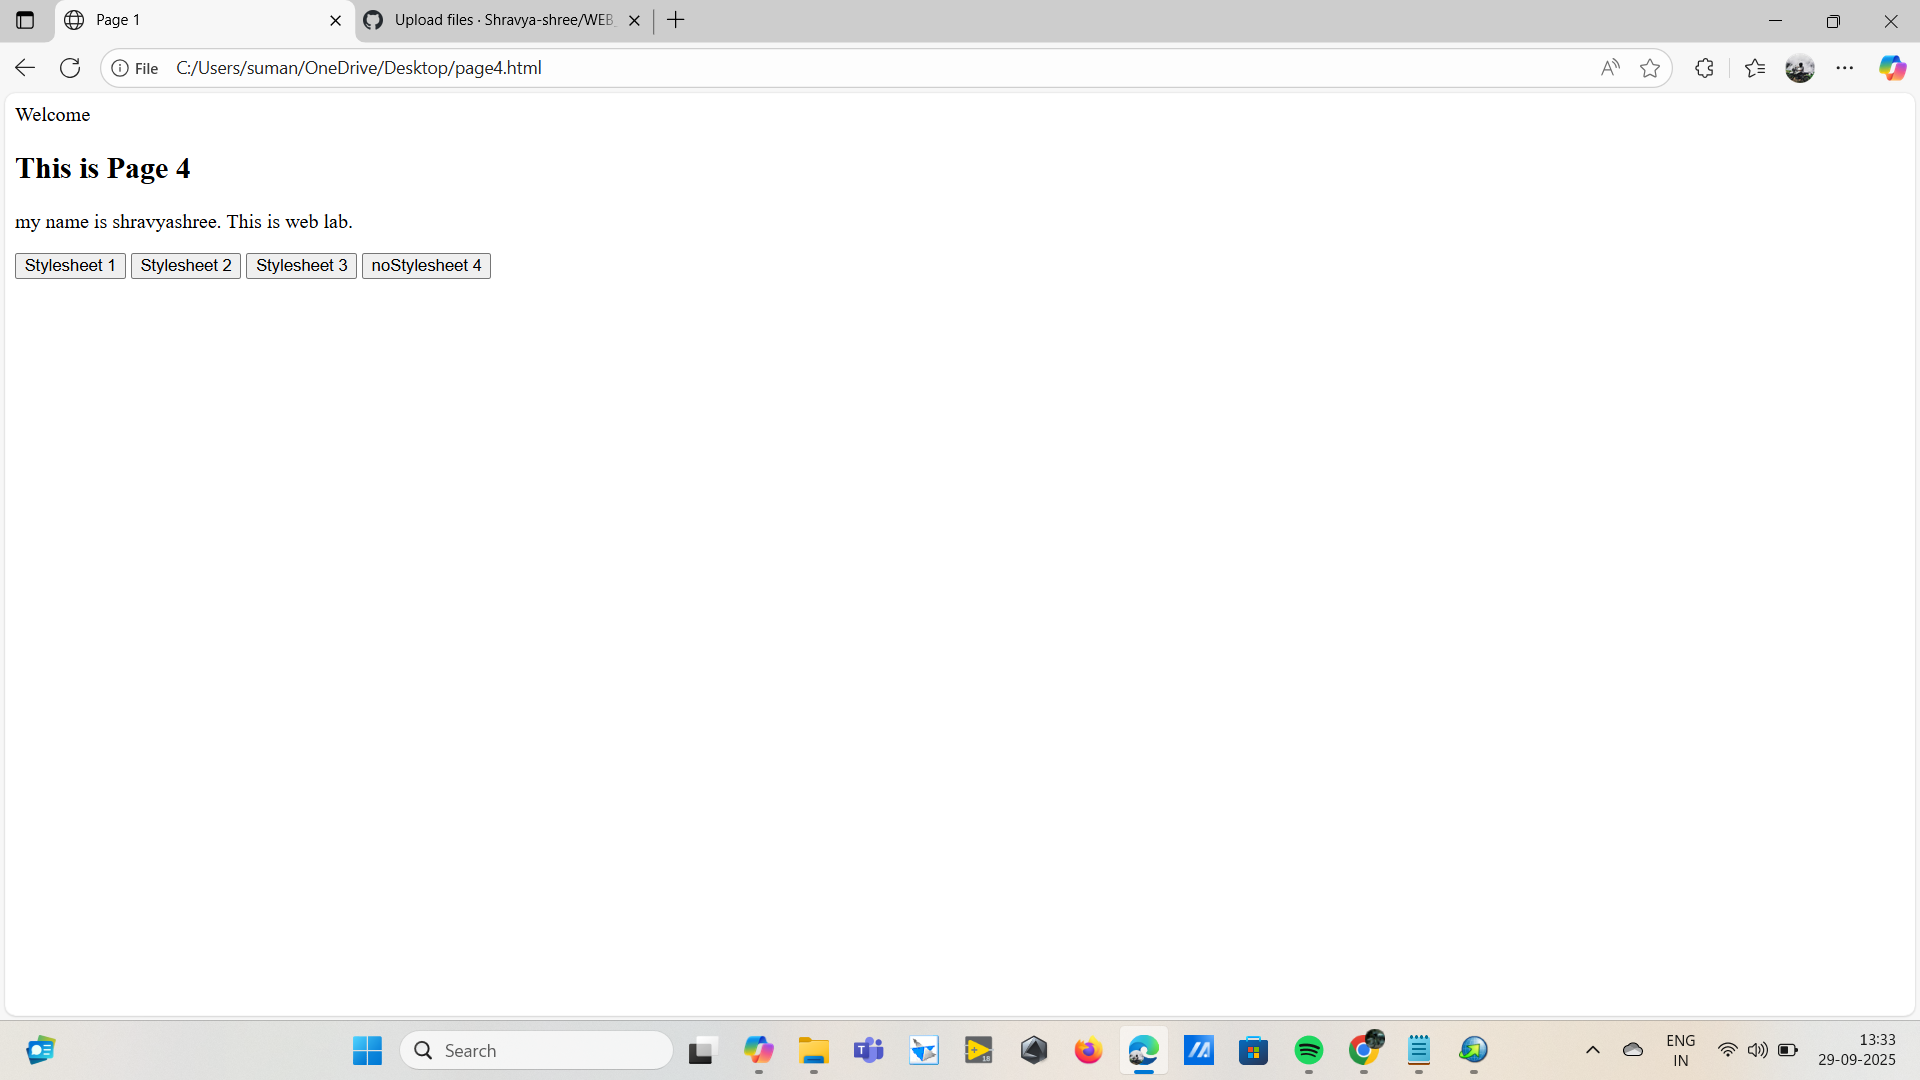 Page 1
Upload files · Shravya-shree/WEB_
File C:/Users/suman/OneDrive/Desktop/page4.html
Welcome
This is Page 4
my name is shravyashree. This is web lab.
Stylesheet 1 Stylesheet 2 Stylesheet 3 noStylesheet 4
Search
ENG
IN
13:33
29-09-2025